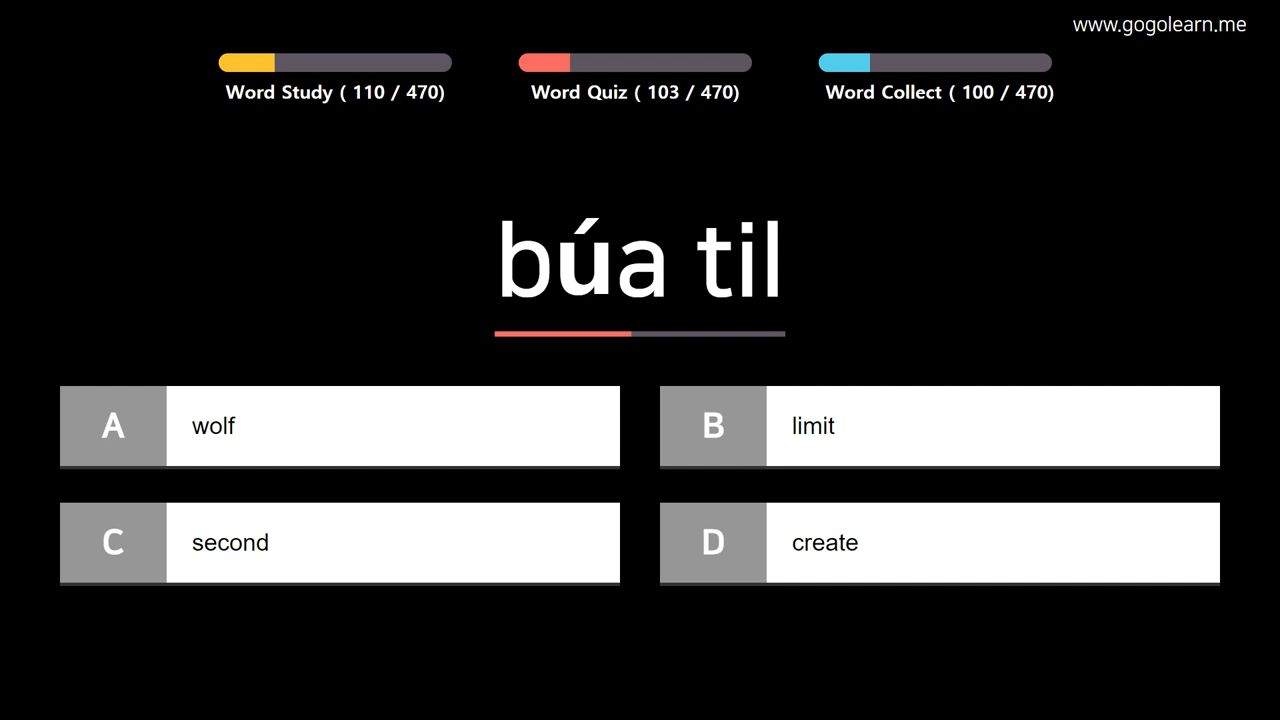 www.gogolearn.me
Word Study ( 110 / 470)
Word Quiz ( 103 / 470)
Word Collect ( 100 / 470)
búa til
A wolf
B limit
C second
D create